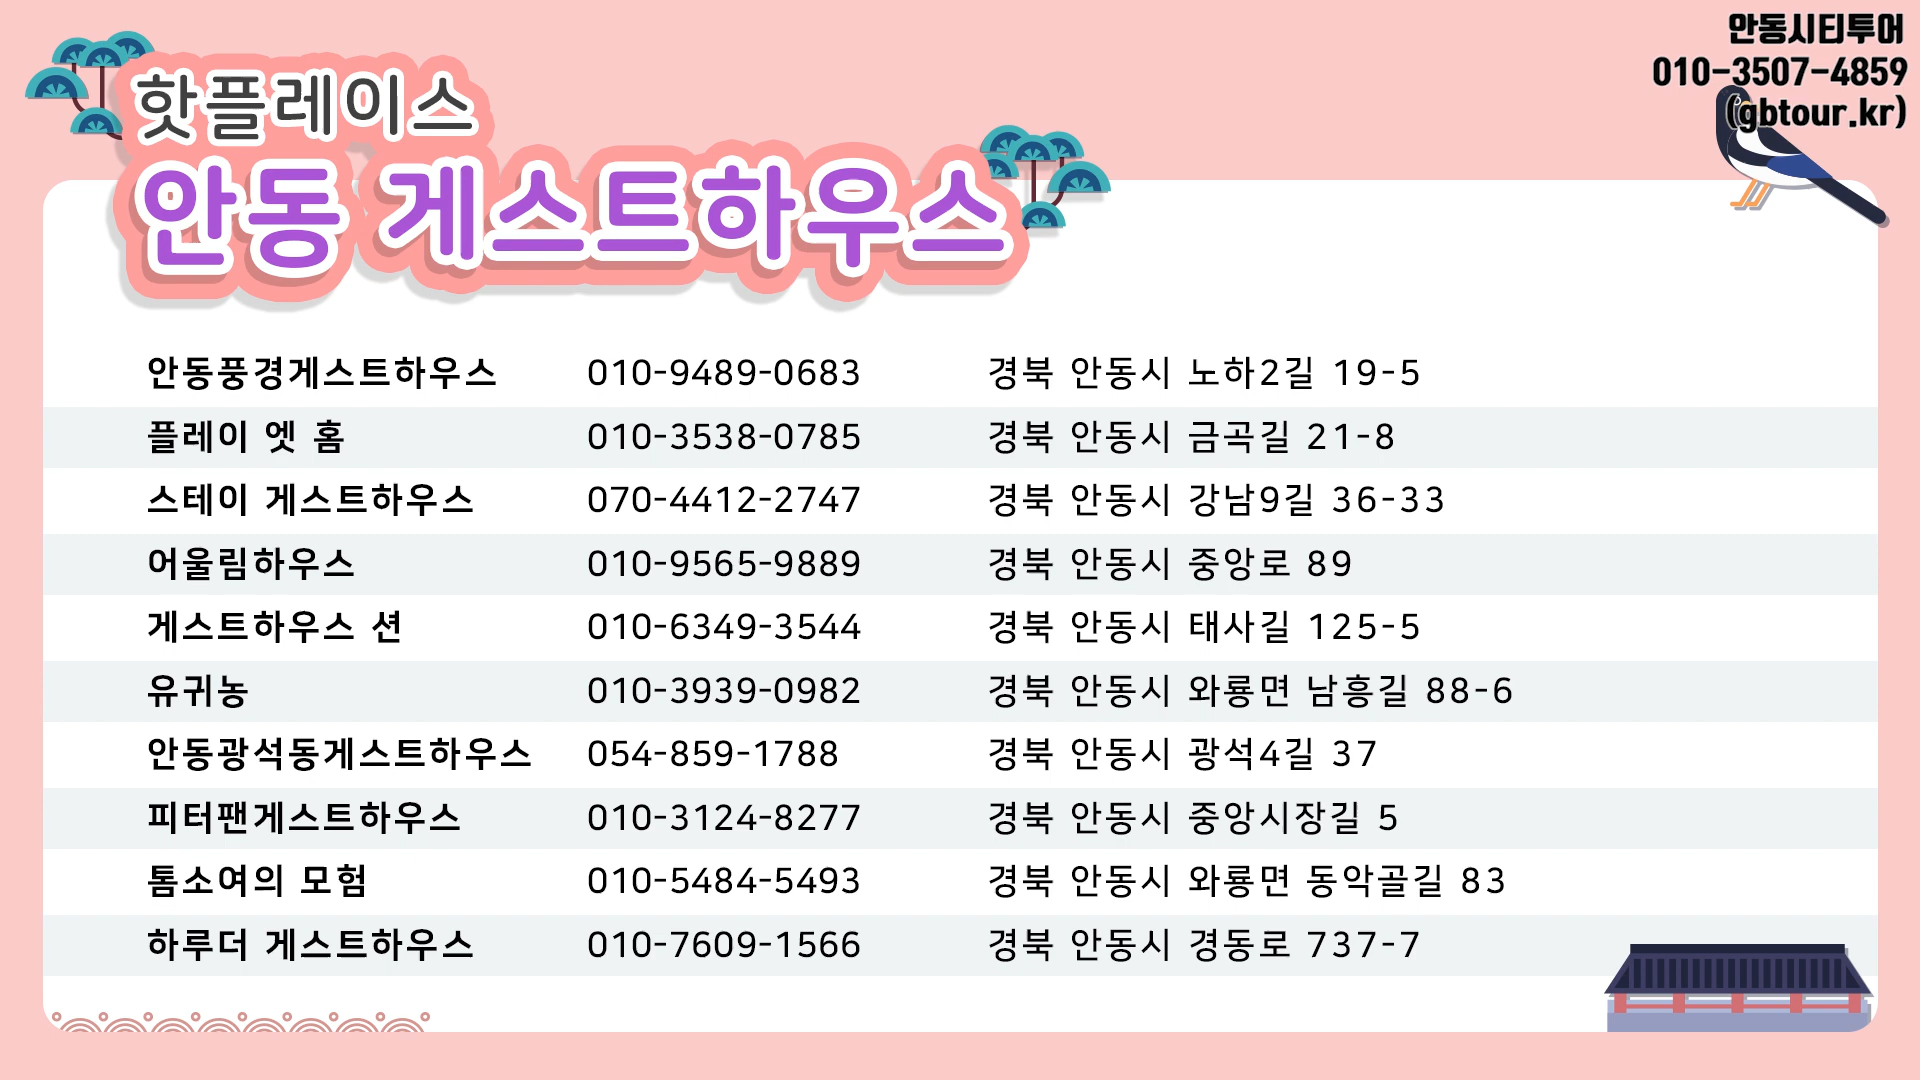 안동시티투어
010-3507-4859
(gbtour.kr)
핫플레이스
안동 게스트하우스
안동풍경게스트하우스 010-9489-0683 경북 안동시 노하2길 19-5
플레이 엣 홈 010-3538-0785 경북 안동시 금곡길 21-8
스테이 게스트하우스 070-4412-2747 경북 안동시 강남9길 36-33
어울림하우스 010-9565-9889 경북 안동시 중앙로 89
게스트하우스 션 010-6349-3544 경북 안동시 태사길 125-5
유귀농 010-3939-0982 경북 안동시 와룡면 남흥길 88-6
안동광석동게스트하우스 054-859-1788 경북 안동시 광석4길 37
피터팬게스트하우스 010-3124-8277 경북 안동시 중앙시장길 5
톰소여의 모험 010-5484-5493 경북 안동시 와룡면 동악골길 83
하루더 게스트하우스 010-7609-1566 경북 안동시 경동로 737-7